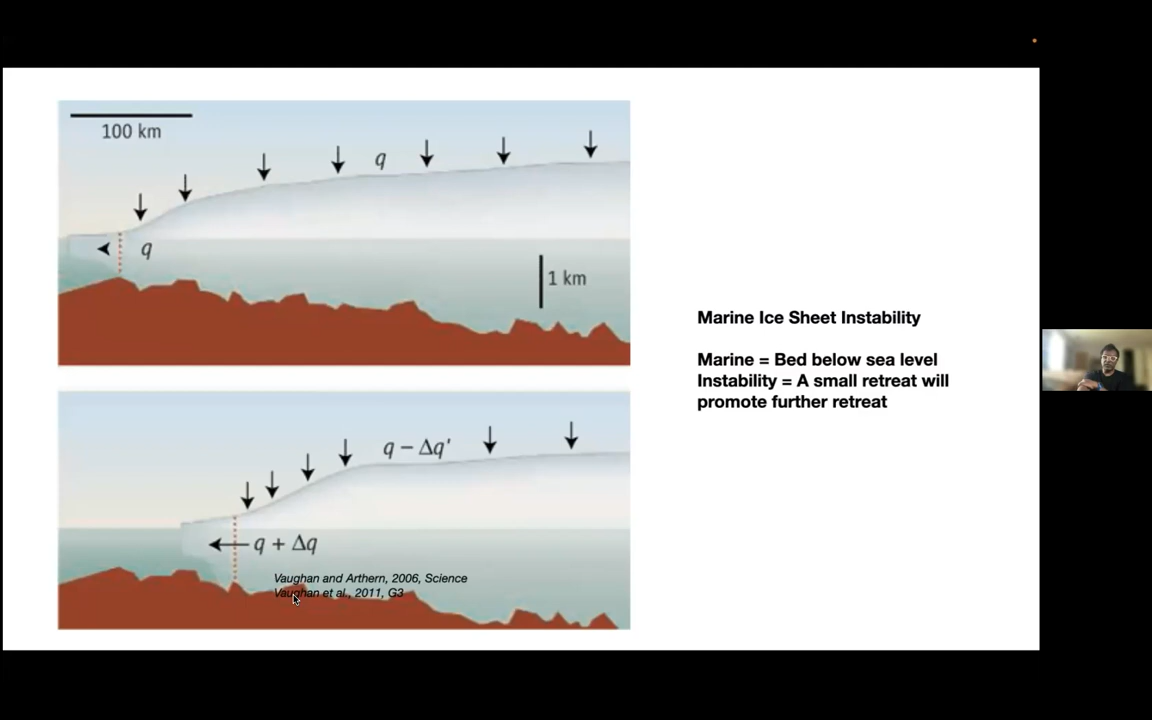 100 km
q
q
1 km
Marine Ice Sheet Instability
Marine = Bed below sea level
Instability = A small retreat will
promote further retreat
q − Δq'
q + Δq
Vaughan and Arthern, 2006, Science
Vaughan et al., 2011, G3